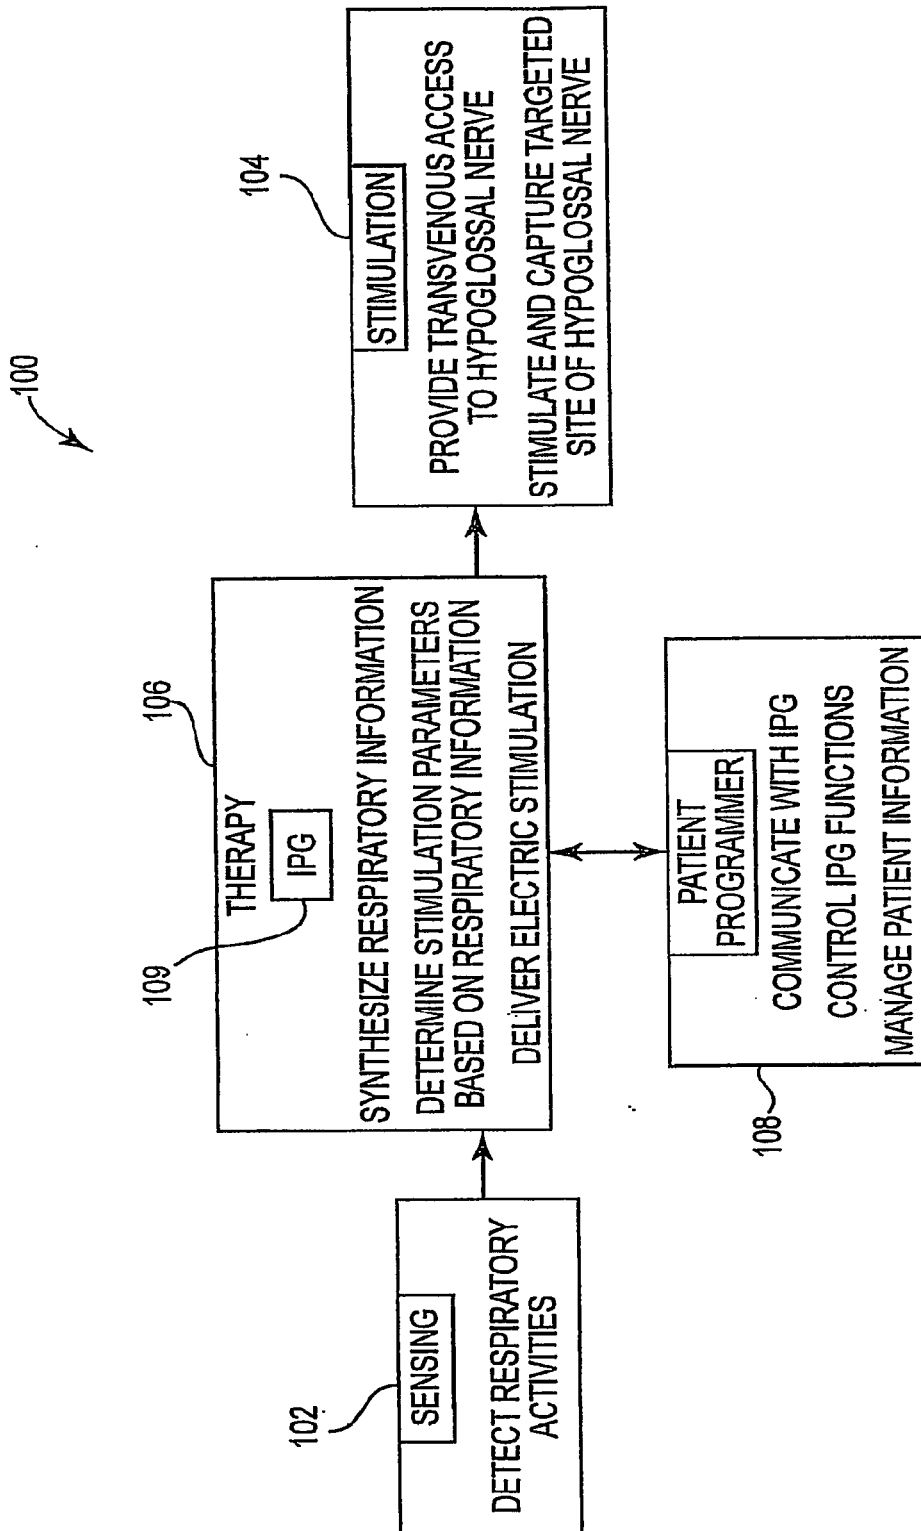 100
102
SENSING
DETECT RESPIRATORY
ACTIVITIES
106
THERAPY
109
IPG
SYNTHESIZE RESPIRATORY INFORMATION
DETERMINE STIMULATION PARAMETERS
BASED ON RESPIRATORY INFORMATION
DELIVER ELECTRIC STIMULATION
104
STIMULATION
PROVIDE TRANSVENOUS ACCESS
TO HYPOGLOSSAL NERVE
STIMULATE AND CAPTURE TARGETED
SITE OF HYPOGLOSSAL NERVE
108
PATIENT
PROGRAMMER
COMMUNICATE WITH IPG
CONTROL IPG FUNCTIONS
MANAGE PATIENT INFORMATION